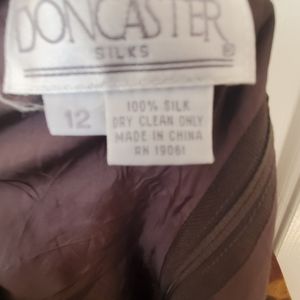 DONCASTER
SILKS
12
100% SILK
DRY CLEAN ONLY
MADE IN CHINA
RN 19061